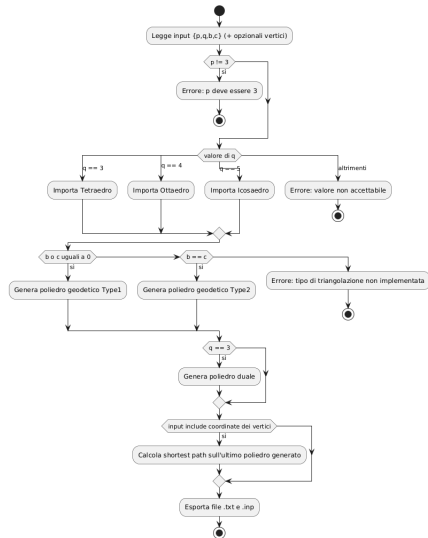 Legge input {p,q,b,c} (+ opzionali vertici)
p != 3
sì
Errore: p deve essere 3
valore di q
q == 3
q == 4
q == 5
altrimenti
Importa Tetraedro
Importa Ottaedro
Importa Icosaedro
Errore: valore non accettabile
b o c uguali a 0
sì
b == c
sì
Genera poliedro geodetico Type1
Genera poliedro geodetico Type2
Errore: tipo di triangolazione non implementata
q == 3
sì
Genera poliedro duale
input include coordinate dei vertici
sì
Calcola shortest path sull'ultimo poliedro generato
Esporta file .txt e .inp